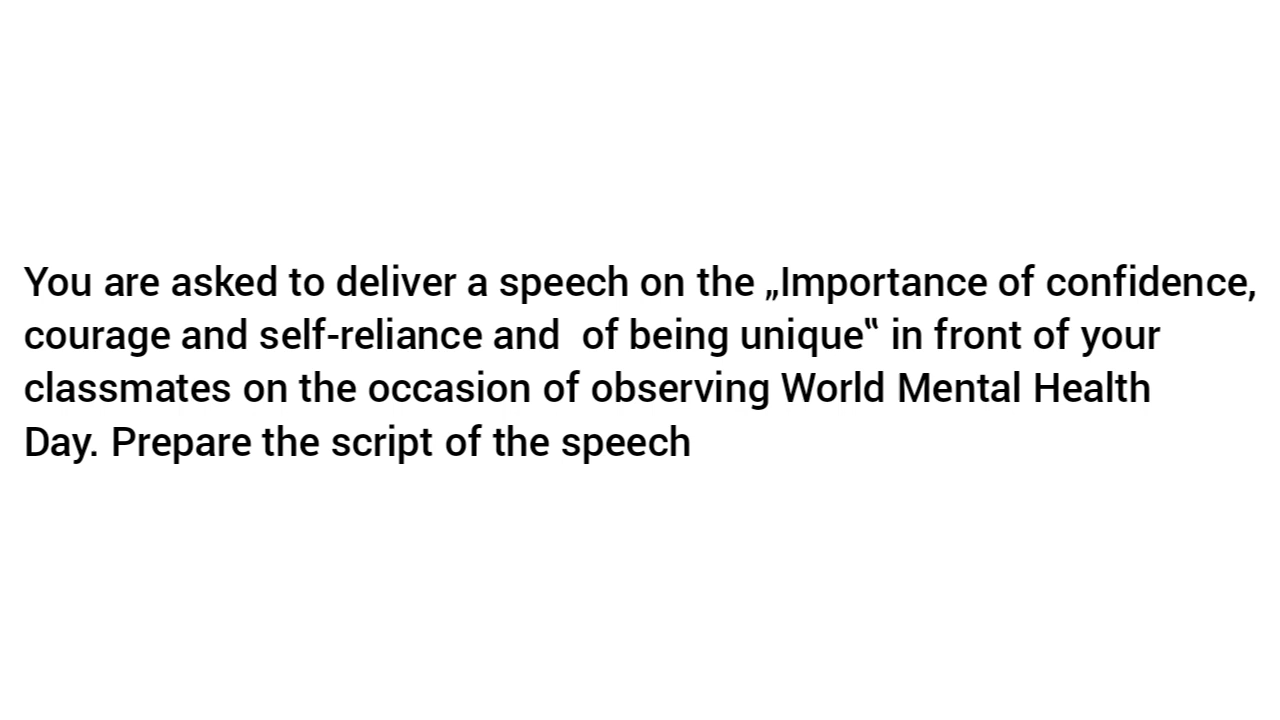 You are asked to deliver a speech on the „Importance of confidence,
courage and self-reliance and  of being unique‟ in front of your
classmates on the occasion of observing World Mental Health
Day. Prepare the script of the speech